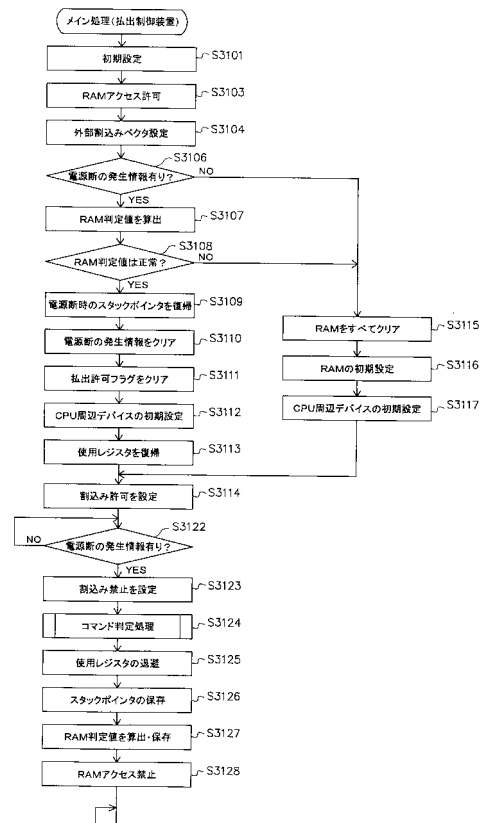 メイン処理(払出制御装置)
初期設定
S3101
RAMアクセス許可
S3103
外部割込みベクタ設定
S3104
S3106
電源断の発生情報有り?
NO
YES
RAM判定値を算出
S3107
S3108
RAM判定値は正常?
NO
YES
電源断時のスタックポインタを復帰
S3109
電源断の発生情報をクリア
S3110
払出許可フラグをクリア
S3111
CPU周辺デバイスの初期設定
S3112
使用レジスタを復帰
S3113
RAMをすべてクリア
S3115
RAMの初期設定
S3116
CPU周辺デバイスの初期設定
S3117
割込み許可を設定
S3114
S3122
電源断の発生情報有り?
NO
YES
割込み禁止を設定
S3123
コマンド判定処理
S3124
使用レジスタの退避
S3125
スタックポインタの保存
S3126
RAM判定値を算出・保存
S3127
RAMアクセス禁止
S3128